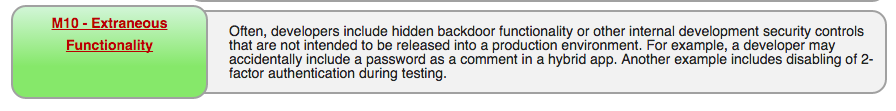 M10 - Extraneous
Functionality
Often, developers include hidden backdoor functionality or other internal development security controls
that are not intended to be released into a production environment. For example, a developer may
accidentally include a password as a comment in a hybrid app. Another example includes disabling of 2-
factor authentication during testing.